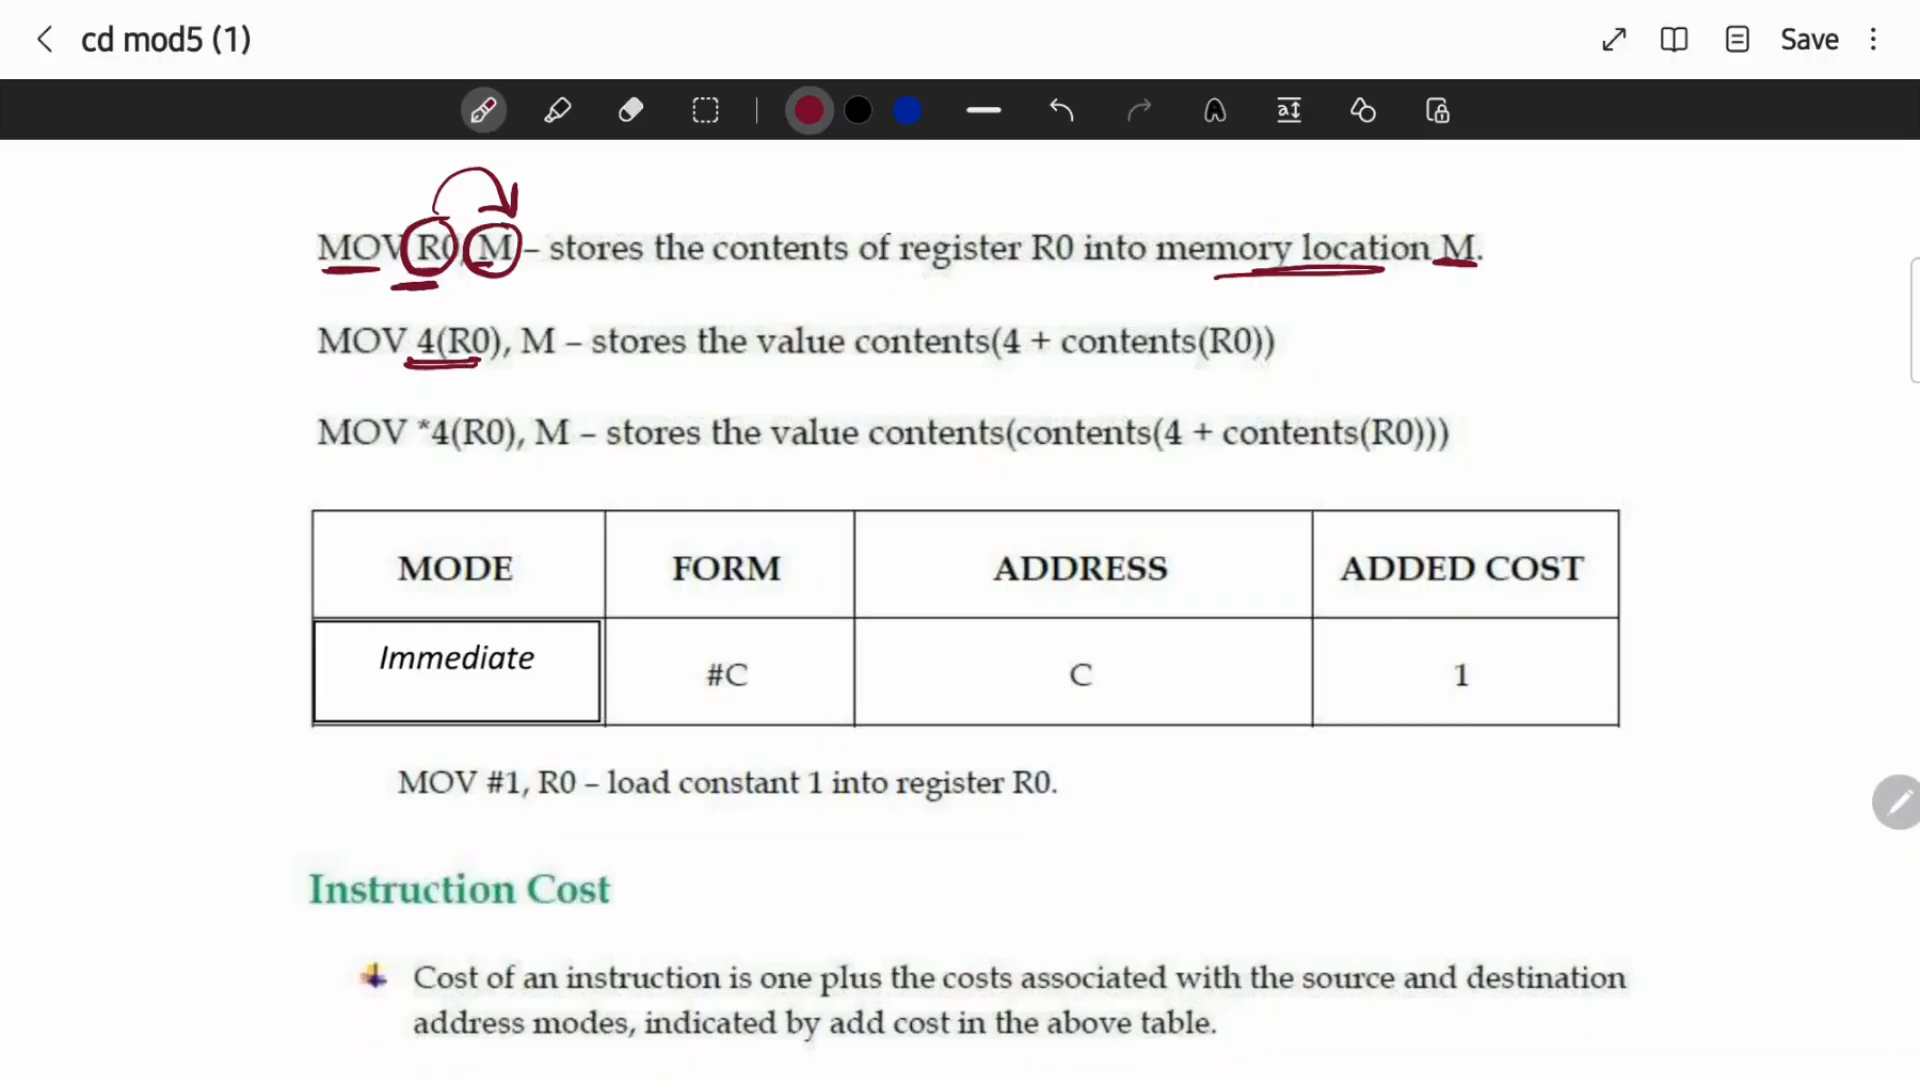 cd mod5 (1)
Save
MOV R0, M – stores the contents of register R0 into memory location M.
MOV 4(R0), M – stores the value contents(4 + contents(R0))
MOV *4(R0), M – stores the value contents(contents(4 + contents(R0)))
MODE FORM ADDRESS ADDED COST
Immediate #C C 1
MOV #1, R0 – load constant 1 into register R0.
Instruction Cost
Cost of an instruction is one plus the costs associated with the source and destination
address modes, indicated by add cost in the above table.